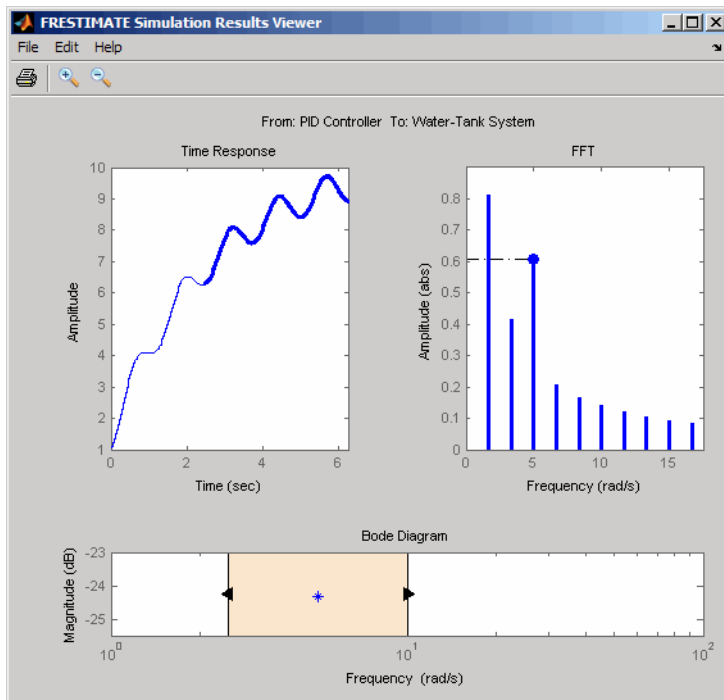 FRESTIMATE Simulation Results Viewer
File Edit Help
From: PID Controller To: Water-Tank System
Time Response
10
9
8
7
6
5
4
3
2
1
Amplitude
0 2 4 6
Time (sec)
FFT
0.8
0.7
0.6
0.5
0.4
0.3
0.2
0.1
0
Amplitude (abs)
0 5 10 15
Frequency (rad/s)
Bode Diagram
-23
-24
-25
Magnitude (dB)
10^0 10^1 10^2
Frequency (rad/s)